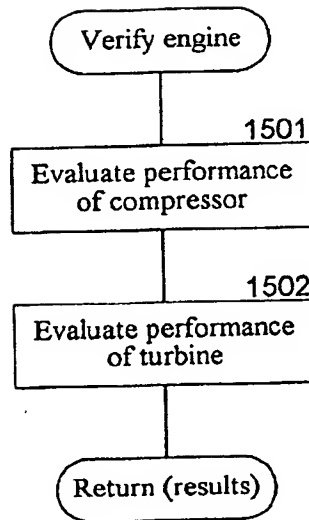 Verify engine
1501
Evaluate performance
of compressor
1502
Evaluate performance
of turbine
Return (results)